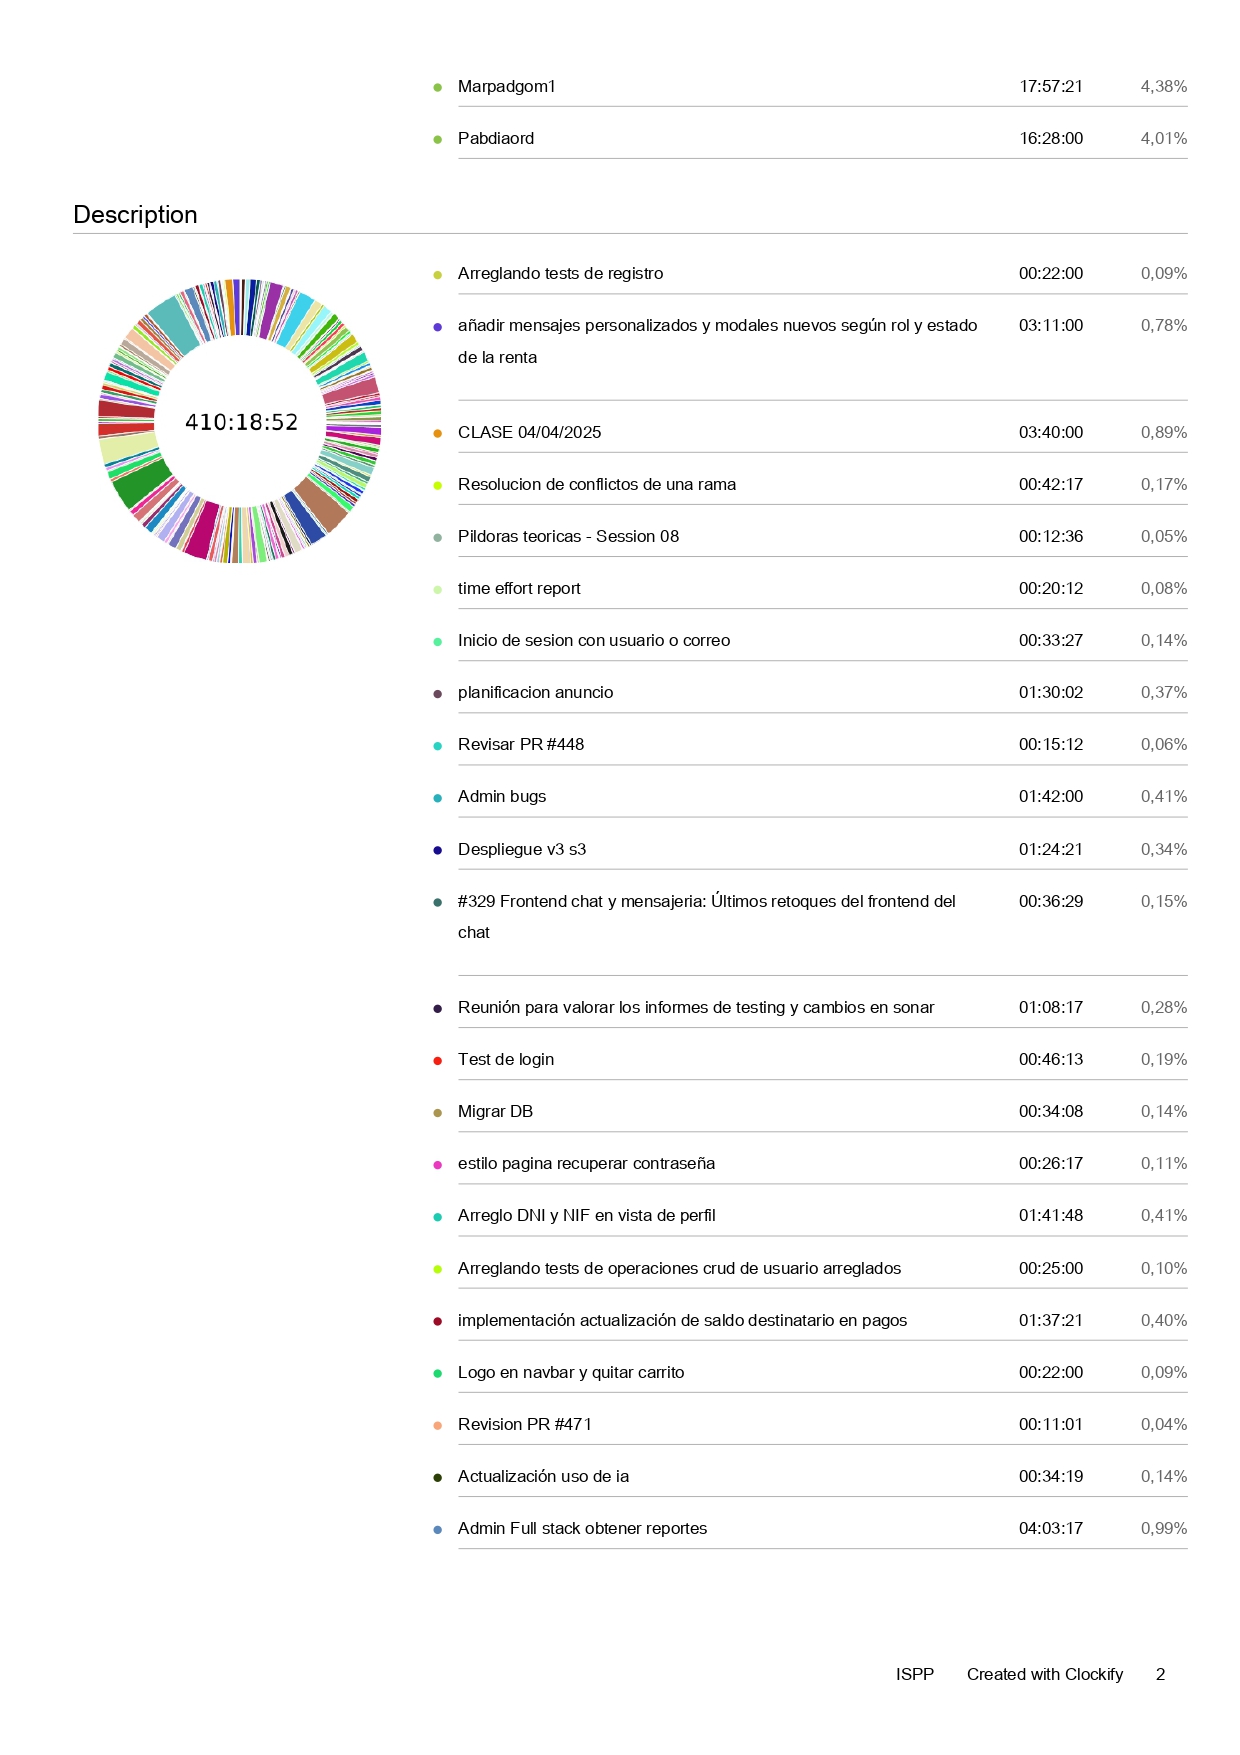 Marpadgom1 17:57:21 4,38%
Pabdiaord 16:28:00 4,01%
Description
410:18:52
Arreglando tests de registro 00:22:00 0,09%
añadir mensajes personalizados y modales nuevos según rol y estado 03:11:00 0,78%
de la renta
CLASE 04/04/2025 03:40:00 0,89%
Resolucion de conflictos de una rama 00:42:17 0,17%
Pildoras teoricas - Session 08 00:12:36 0,05%
time effort report 00:20:12 0,08%
Inicio de sesion con usuario o correo 00:33:27 0,14%
planificacion anuncio 01:30:02 0,37%
Revisar PR #448 00:15:12 0,06%
Admin bugs 01:42:00 0,41%
Despliegue v3 s3 01:24:21 0,34%
#329 Frontend chat y mensajeria: Últimos retoques del frontend del 00:36:29 0,15%
chat
Reunión para valorar los informes de testing y cambios en sonar 01:08:17 0,28%
Test de login 00:46:13 0,19%
Migrar DB 00:34:08 0,14%
estilo pagina recuperar contraseña 00:26:17 0,11%
Arreglo DNI y NIF en vista de perfil 01:41:48 0,41%
Arreglando tests de operaciones crud de usuario arreglados 00:25:00 0,10%
implementación actualización de saldo destinatario en pagos 01:37:21 0,40%
Logo en navbar y quitar carrito 00:22:00 0,09%
Revision PR #471 00:11:01 0,04%
Actualización uso de ia 00:34:19 0,14%
Admin Full stack obtener reportes 04:03:17 0,99%
ISPP Created with Clockify 2